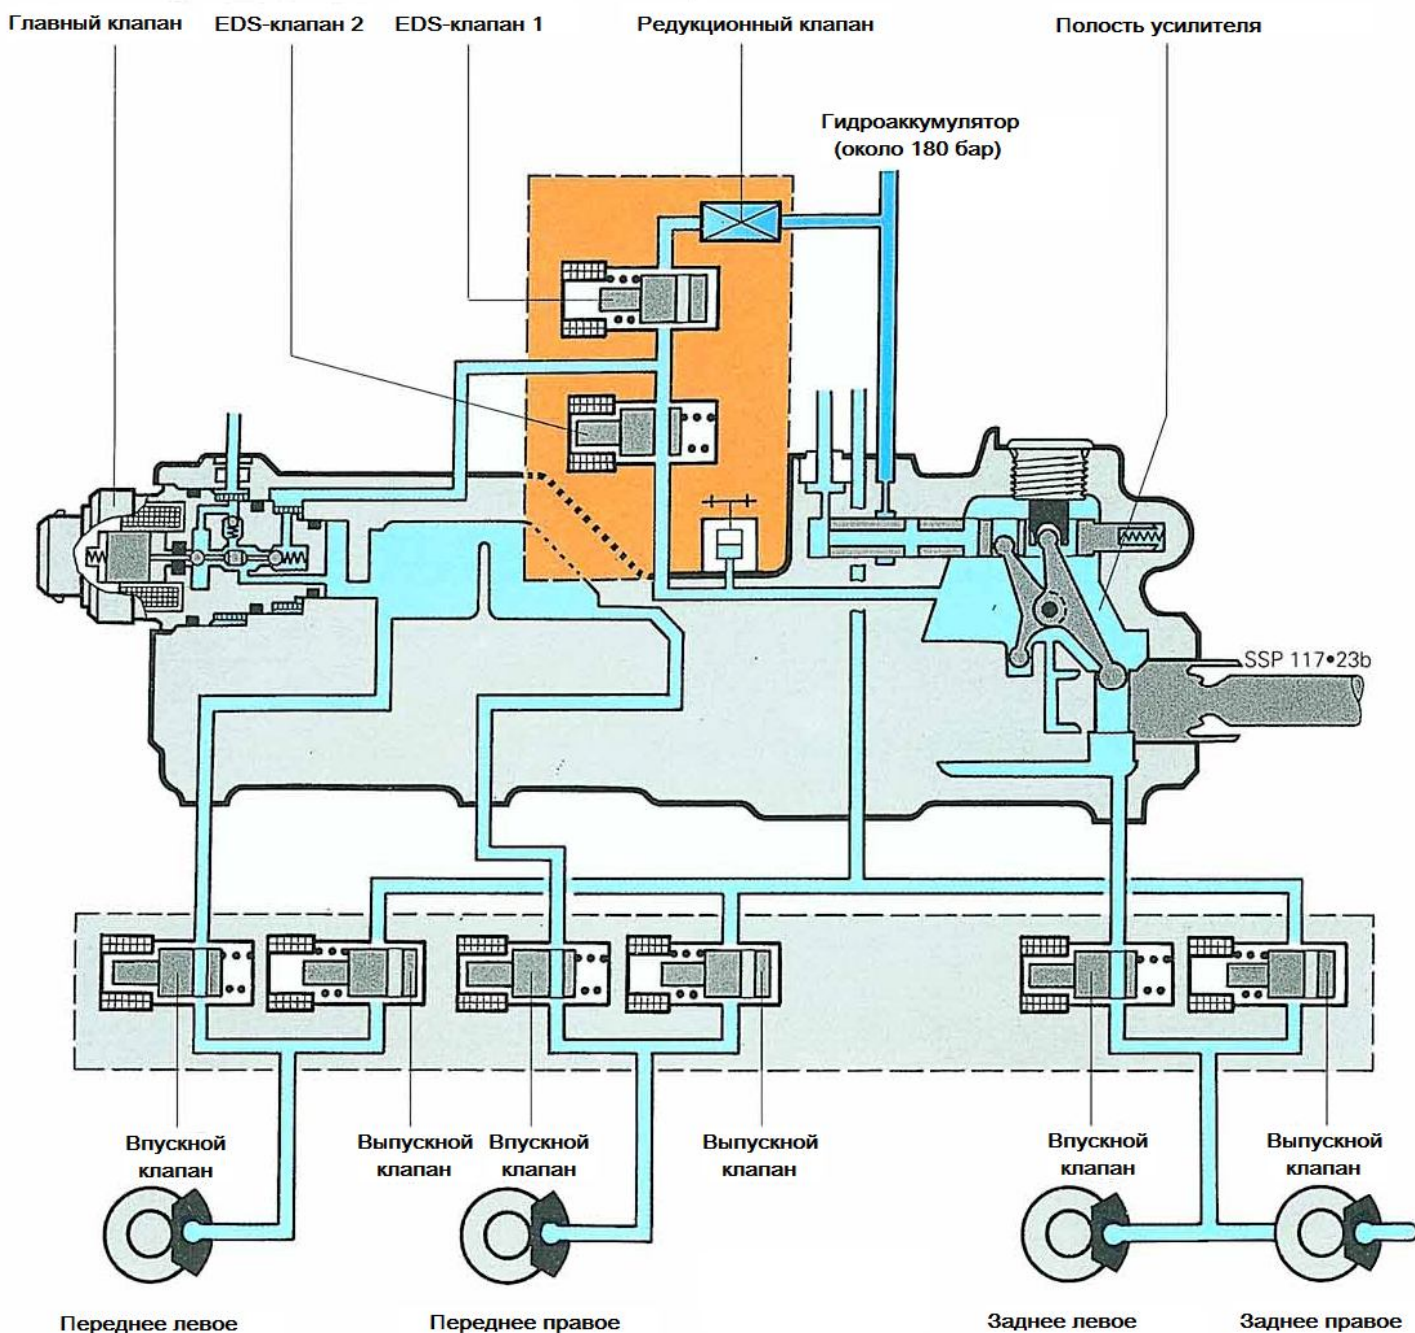 Главный клапан
EDS-клапан 2
EDS-клапан 1
Редукционный клапан
Полость усилителя
Гидроаккумулятор
(около 180 бар)
SSP 117•23b
Впускной
клапан
Выпускной
клапан
Впускной
клапан
Выпускной
клапан
Впускной
клапан
Выпускной
клапан
Переднее левое
Переднее правое
Заднее левое
Заднее правое